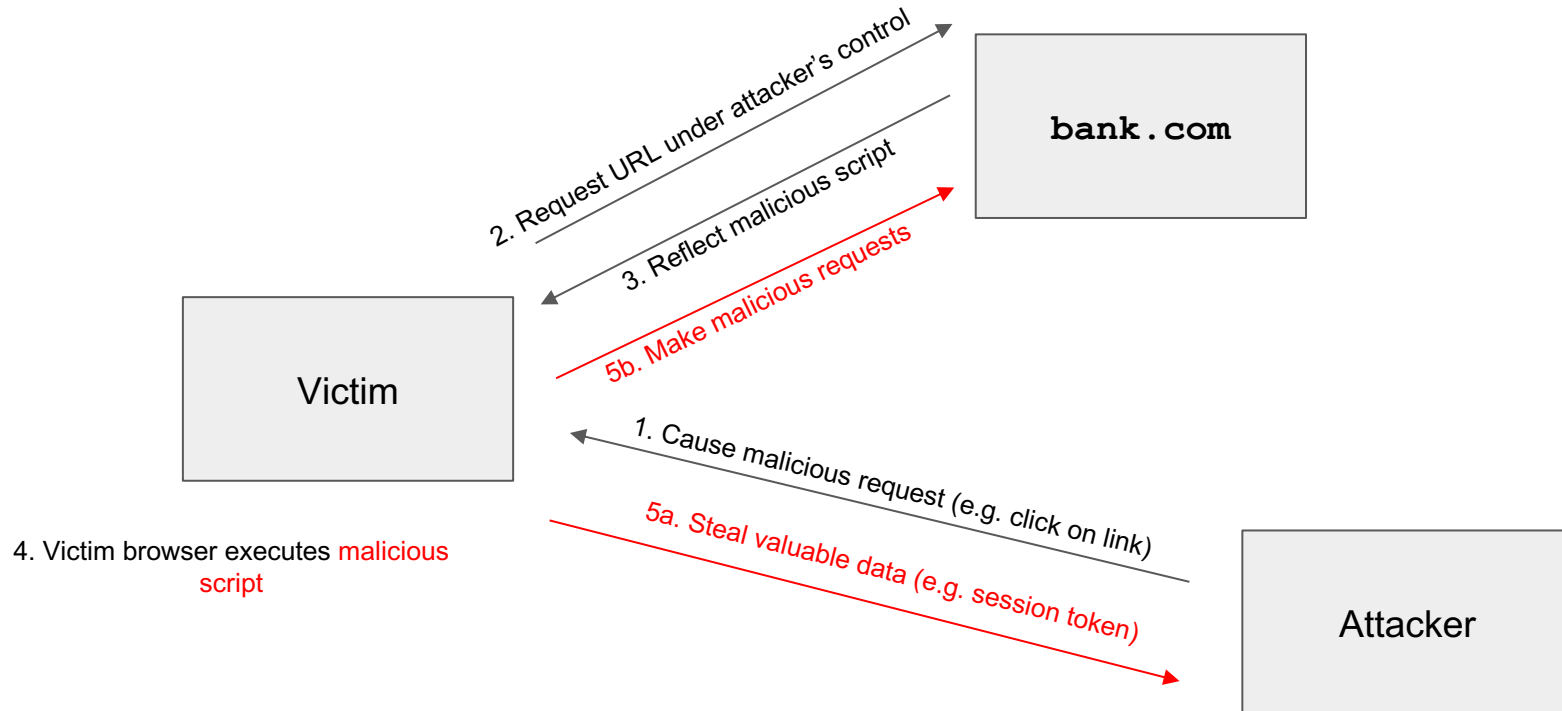 2. Request URL under attacker’s control
bank.com
3. Reflect malicious script
5b. Make malicious requests
Victim
1. Cause malicious request (e.g. click on link)
5a. Steal valuable data (e.g. session token)
4. Victim browser executes malicious
script
Attacker